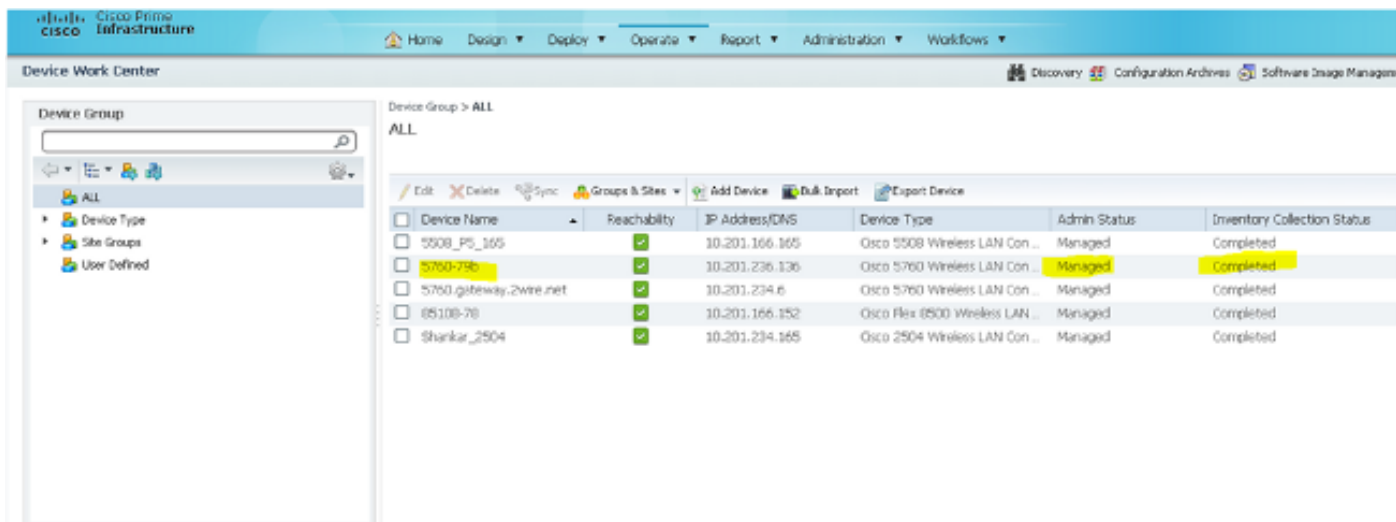 Cisco Prime
CISCO Infrastructure
Home Design Deploy Operate Report Administration Workflows
Device Work Center
Discovery Configuration Archives Software Image Managem
Device Group
Device Group > ALL
ALL
ALL
Device Type
Site Groups
User Defined
Edit Delete Sync Groups & Sites Add Device Bulk Import Export Device
Device Name Reachability IP Address/DNS Device Type Admin Status Inventory Collection Status
5508_P5_165 10.201.166.165 Cisco 5508 Wireless LAN Con ... Managed Completed
5760-79b 10.201.236.136 Cisco 5760 Wireless LAN Con ... Managed Completed
5760.gateway.2wire.net 10.201.234.6 Cisco 5760 Wireless LAN Con ... Managed Completed
85108-78 10.201.166.152 Cisco Flex 8500 Wireless LAN ... Managed Completed
Shankar_2504 10.201.234.165 Cisco 2504 Wireless LAN Con ... Managed Completed